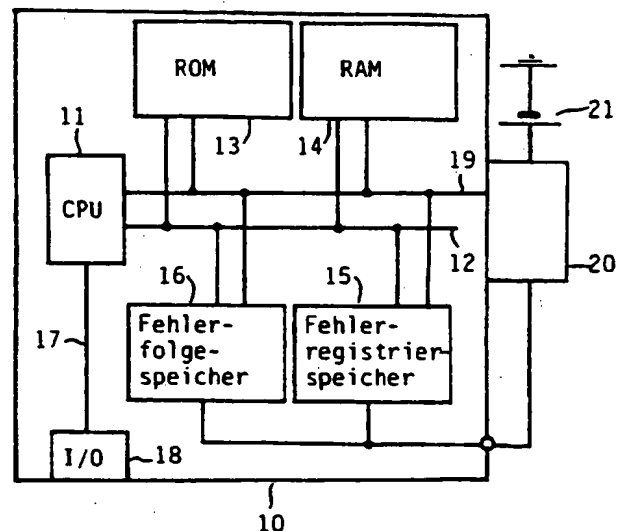 ROM
RAM
11
13
14
21
19
CPU
12
20
16
15
Fehler-
folge-
speicher
Fehler-
registrier-
speicher
17
I/O
18
10